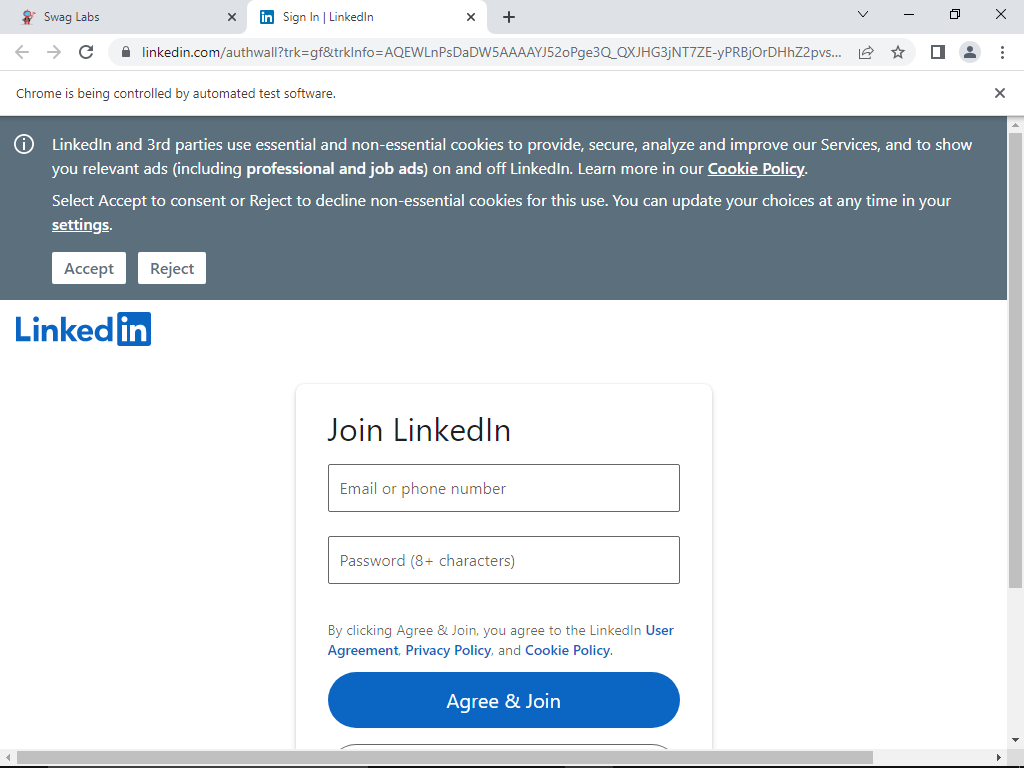 Swag Labs
Sign In | LinkedIn
linkedin.com/authwall?trk=gf&trkInfo=AQEWLnPsDaDW5AAAAYJ52oPge3Q_QXJHG3jNT7ZE-yPRBjOrDHhZ2pvs...
Chrome is being controlled by automated test software.
LinkedIn and 3rd parties use essential and non-essential cookies to provide, secure, analyze and improve our Services, and to show
you relevant ads (including professional and job ads) on and off LinkedIn. Learn more in our Cookie Policy.
Select Accept to consent or Reject to decline non-essential cookies for this use. You can update your choices at any time in your
settings.
Accept
Reject
Linked in
Join LinkedIn
Email or phone number
Password (8+ characters)
By clicking Agree & Join, you agree to the LinkedIn User
Agreement, Privacy Policy, and Cookie Policy.
Agree & Join